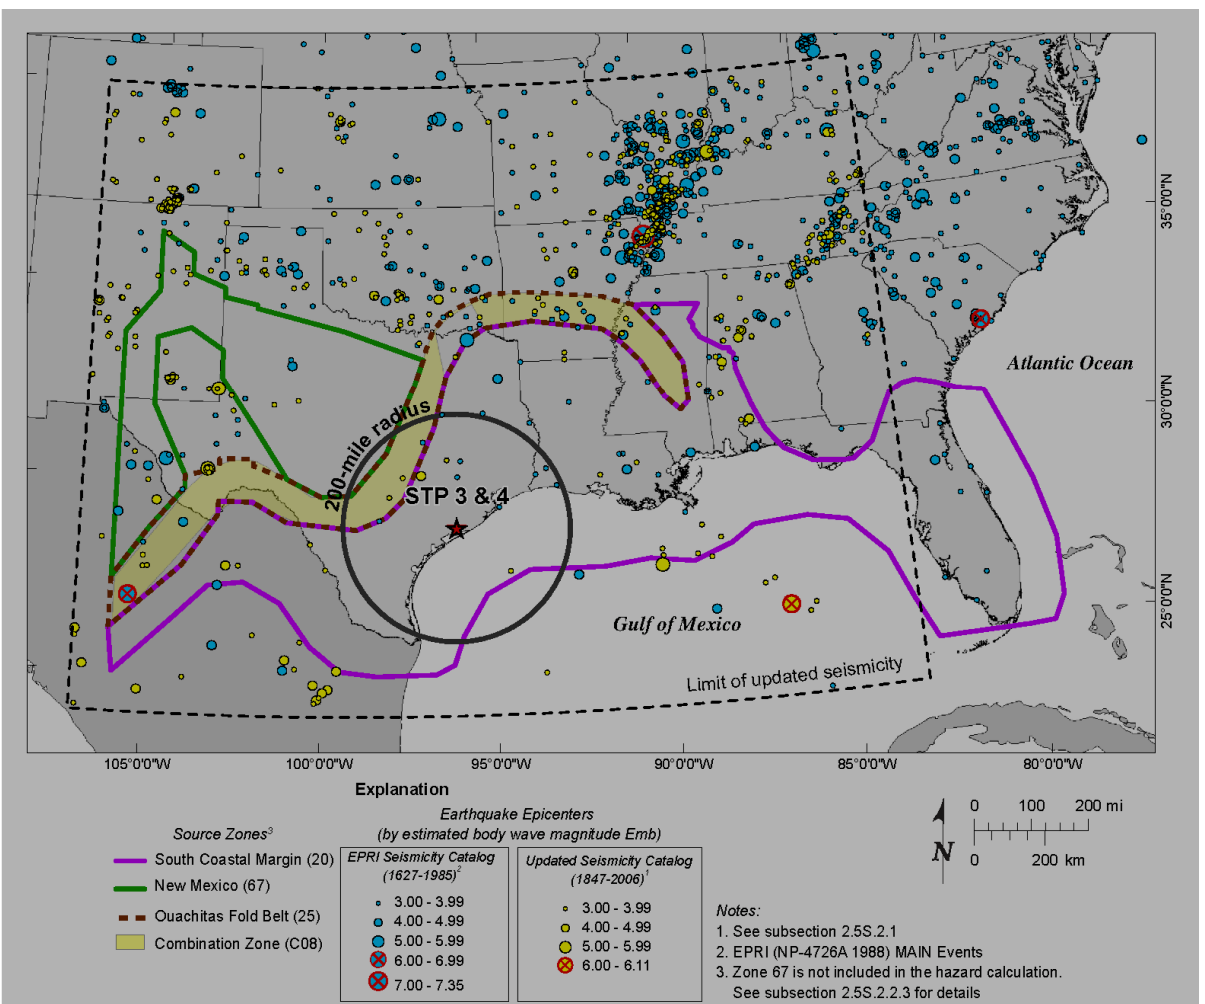 35°0'0"N
Atlantic Ocean
30°0'0"N
200-mile radius
STP 3 & 4
25°0'0"N
Gulf of Mexico
Limit of updated seismicity
105°0'0"W
100°0'0"W
95°0'0"W
90°0'0"W
85°0'0"W
80°0'0"W
Explanation
Source Zones3
South Coastal Margin (20)
New Mexico (67)
Ouachitas Fold Belt (25)
Combination Zone (C08)
Earthquake Epicenters
(by estimated body wave magnitude Emb)
EPRI Seismicity Catalog
(1627-1985)2
3.00 - 3.99
4.00 - 4.99
5.00 - 5.99
6.00 - 6.99
7.00 - 7.35
Updated Seismicity Catalog
(1847-2006)1
3.00 - 3.99
4.00 - 4.99
5.00 - 5.99
6.00 - 6.11
N
0 100 200 mi
0 200 km
Notes:
1. See subsection 2.5S.2.1
2. EPRI (NP-4726A 1988) MAIN Events
3. Zone 67 is not included in the hazard calculation.
See subsection 2.5S.2.2.3 for details